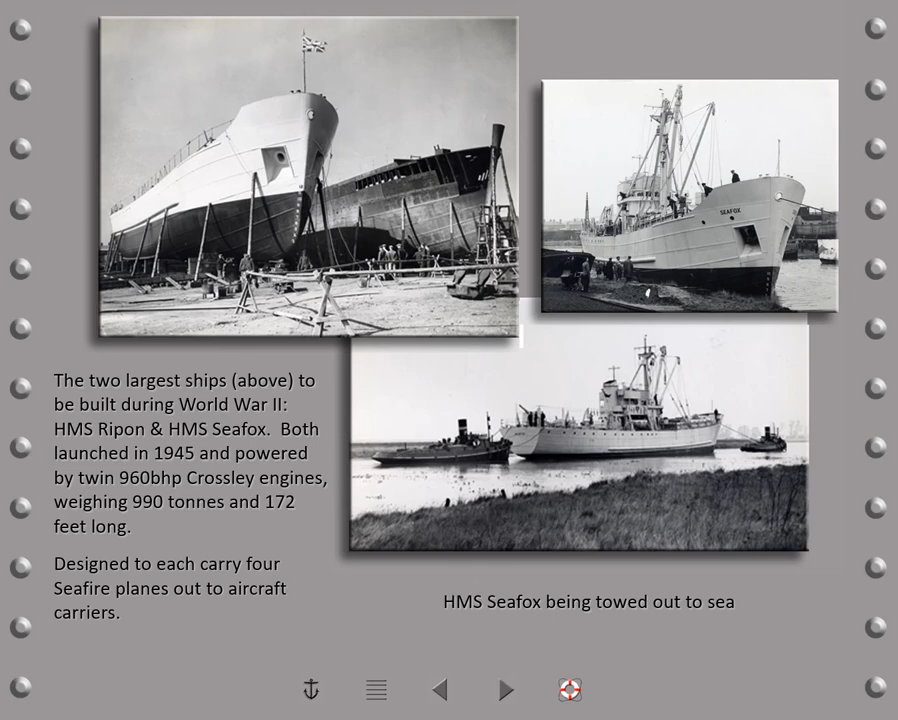 SEAFOX
The two largest ships (above) to
be built during World War II:
HMS Ripon & HMS Seafox.  Both
launched in 1945 and powered
by twin 960bhp Crossley engines,
weighing 990 tonnes and 172
feet long.
Designed to each carry four
Seafire planes out to aircraft
carriers.
HMS Seafox being towed out to sea